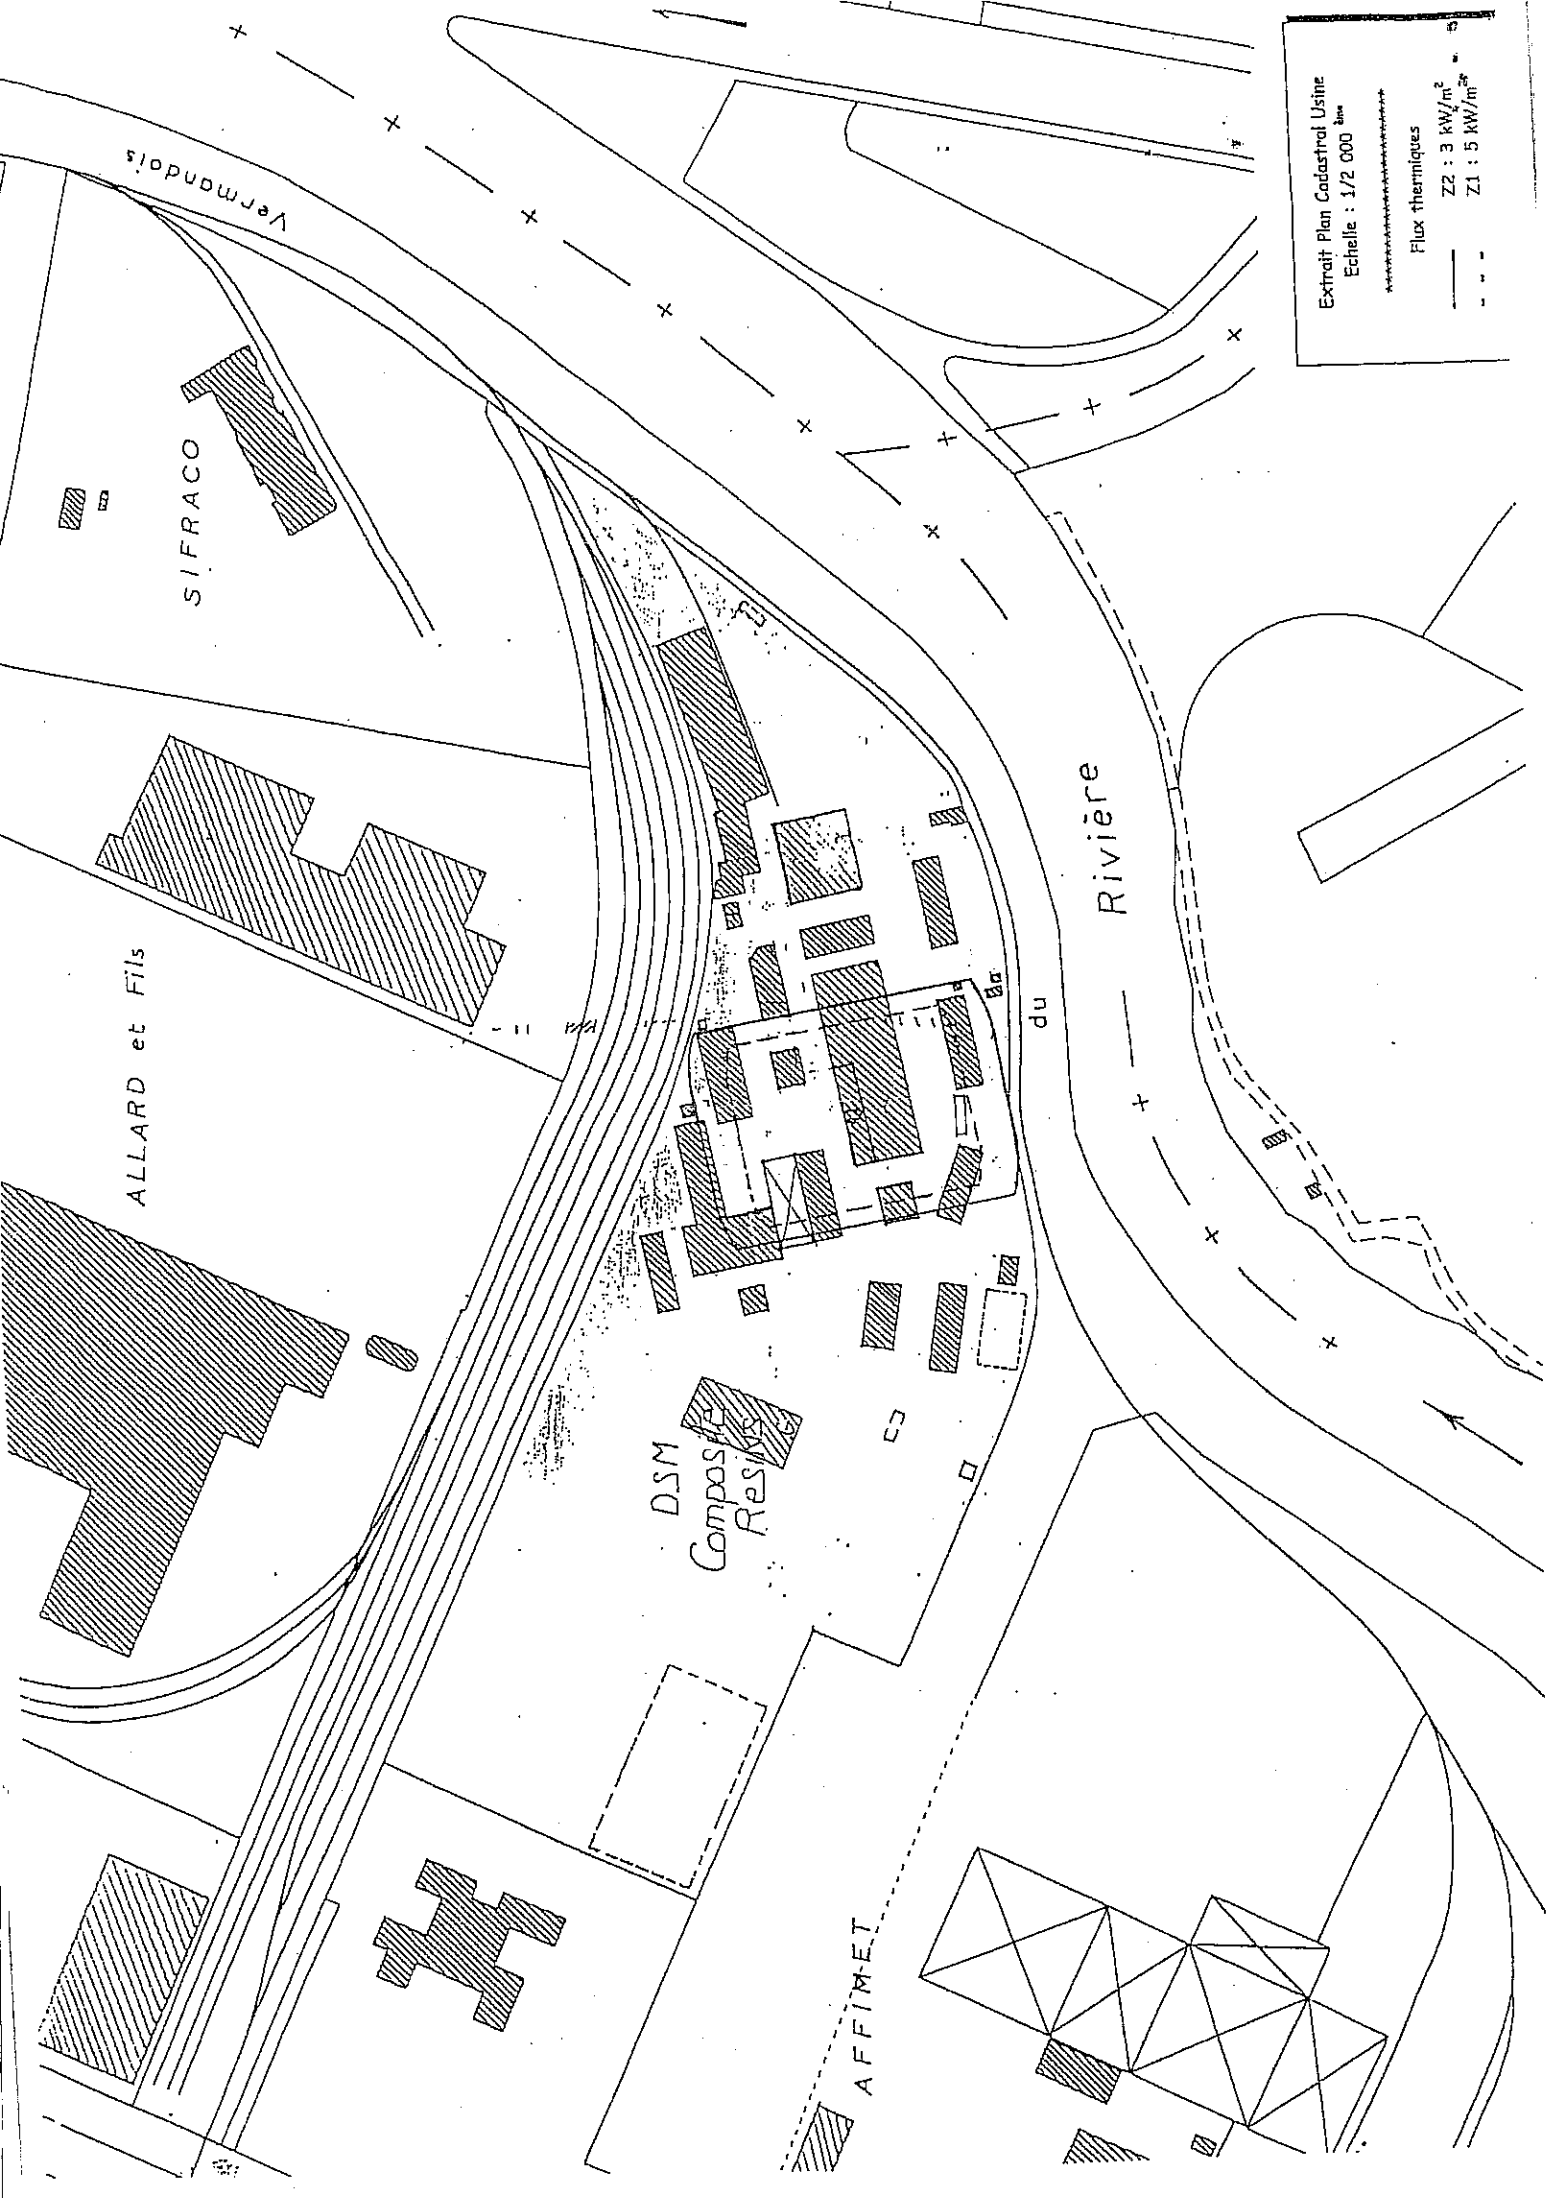 Extrait Plan Cadastral Usine
Echelle : 1/2 000 ème
Flux thermiques
Z2 : 3 kW/m²
Z1 : 5 kW/m²
Vermandois
SIFRACO
ALLARD et Fils
Rivière
du
DSM
Composite
AFFIMET